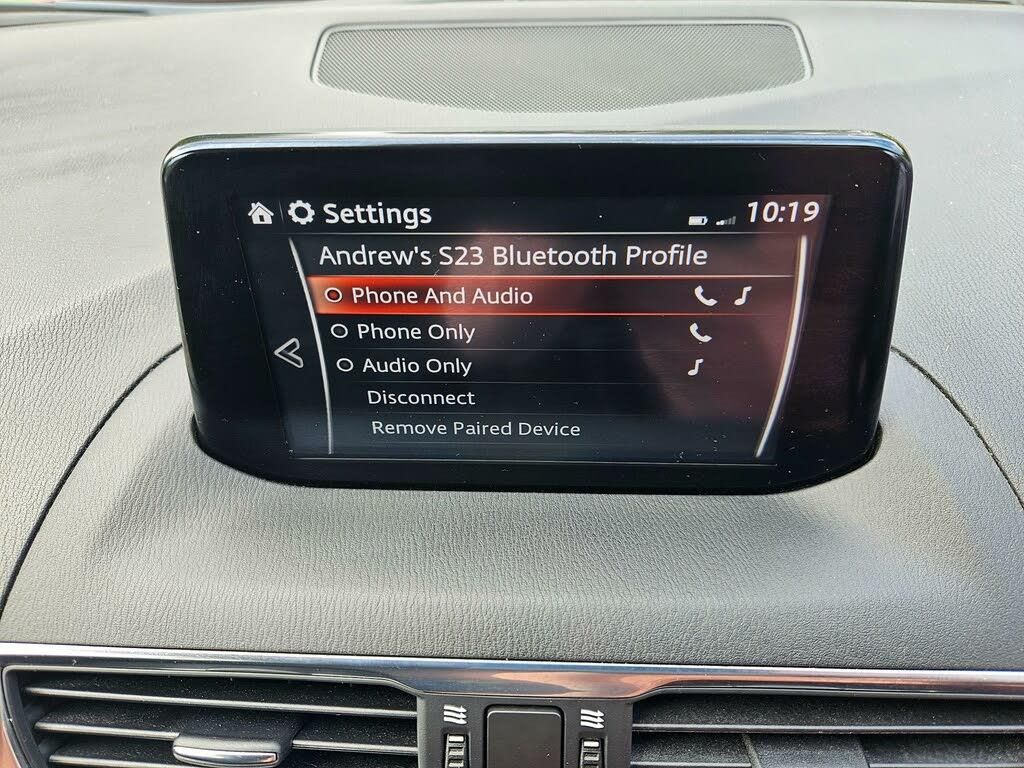 Settings 10:19
Andrew's S23 Bluetooth Profile
Phone And Audio
Phone Only
Audio Only
Disconnect
Remove Paired Device